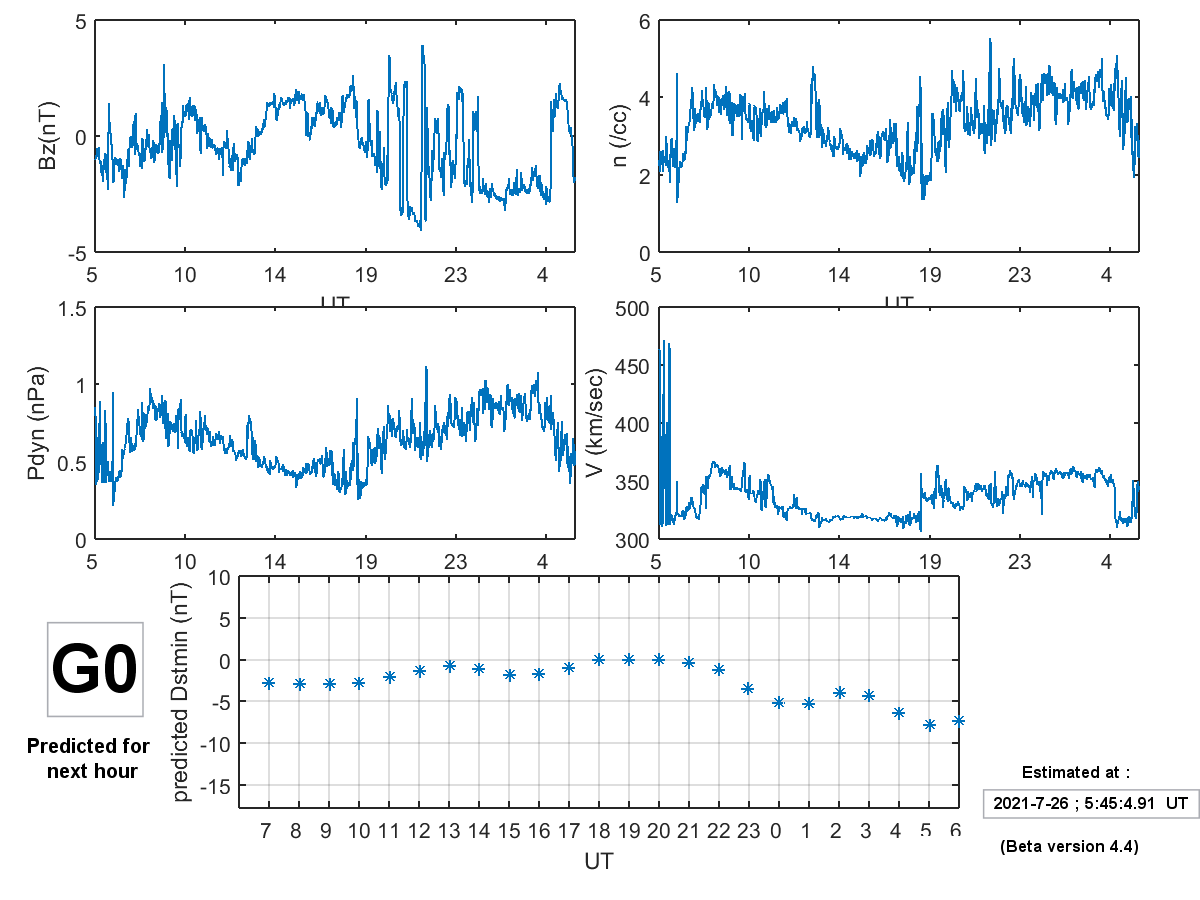 5
0
-5
Bz(nT)
5 10 14 19 23 4
UT
6
4
2
0
n (/cc)
5 10 14 19 23 4
UT
1.5
1
0.5
0
Pdyn (nPa)
5 10 14 19 23 4
500
450
400
350
300
V (km/sec)
5 10 14 19 23 4
10
5
0
-5
-10
-15
predicted Dstmin (nT)
7 8 9 10 11 12 13 14 15 16 17 18 19 20 21 22 23 0 1 2 3 4 5 6
UT
G0
Predicted for
next hour
Estimated at :
2021-7-26 ; 5:45:4.91 UT
(Beta version 4.4)